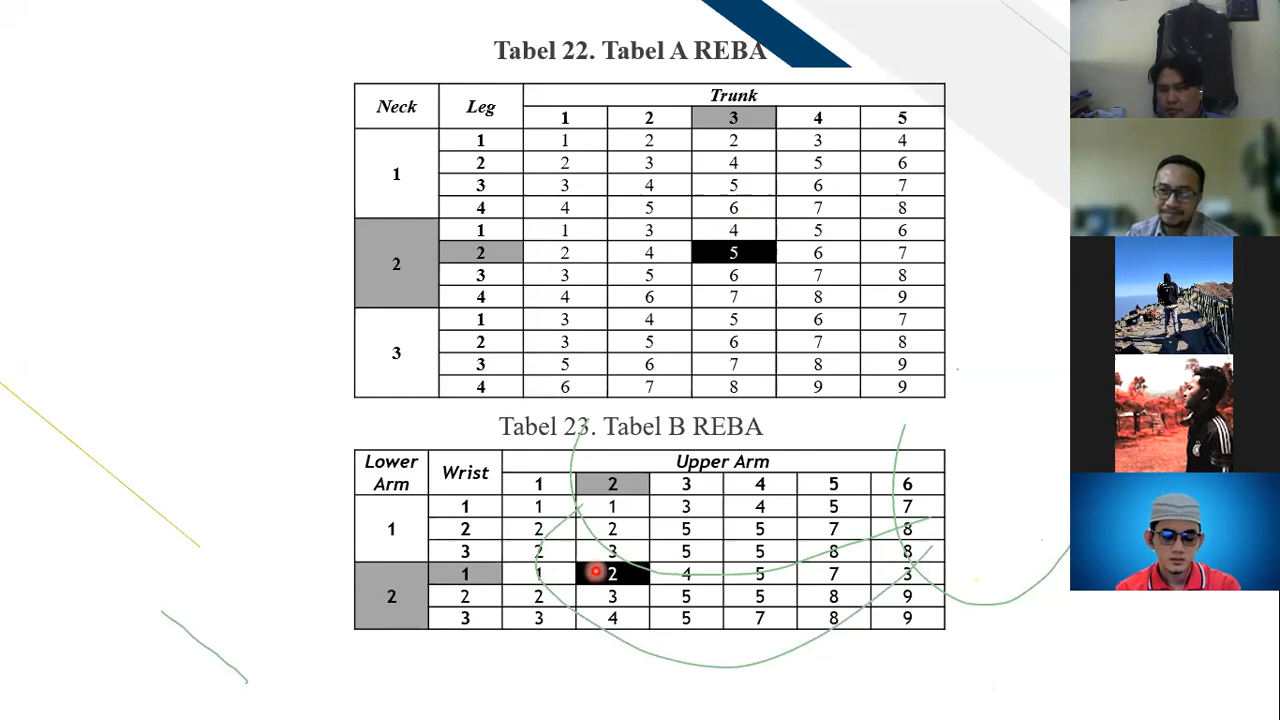 Tabel 22. Tabel A REBA
Neck Leg Trunk
1 2 3 4 5
1 1 1 2 2 3 4
2 2 3 4 5 6
3 3 4 5 6 7
4 4 5 6 7 8
2 1 1 3 4 5 6
2 2 4 5 6 7
3 3 5 6 7 8
4 4 6 7 8 9
3 1 3 4 5 6 7
2 3 5 6 7 8
3 5 6 7 8 9
4 6 7 8 9 9
Tabel 23. Tabel B REBA
Lower Arm Wrist Upper Arm
1 2 3 4 5 6
1 1 1 1 3 4 5 7
2 2 2 5 5 7 8
3 2 3 5 5 8 8
2 1 1 2 4 5 7 3
2 2 3 5 5 8 9
3 3 4 5 7 8 9